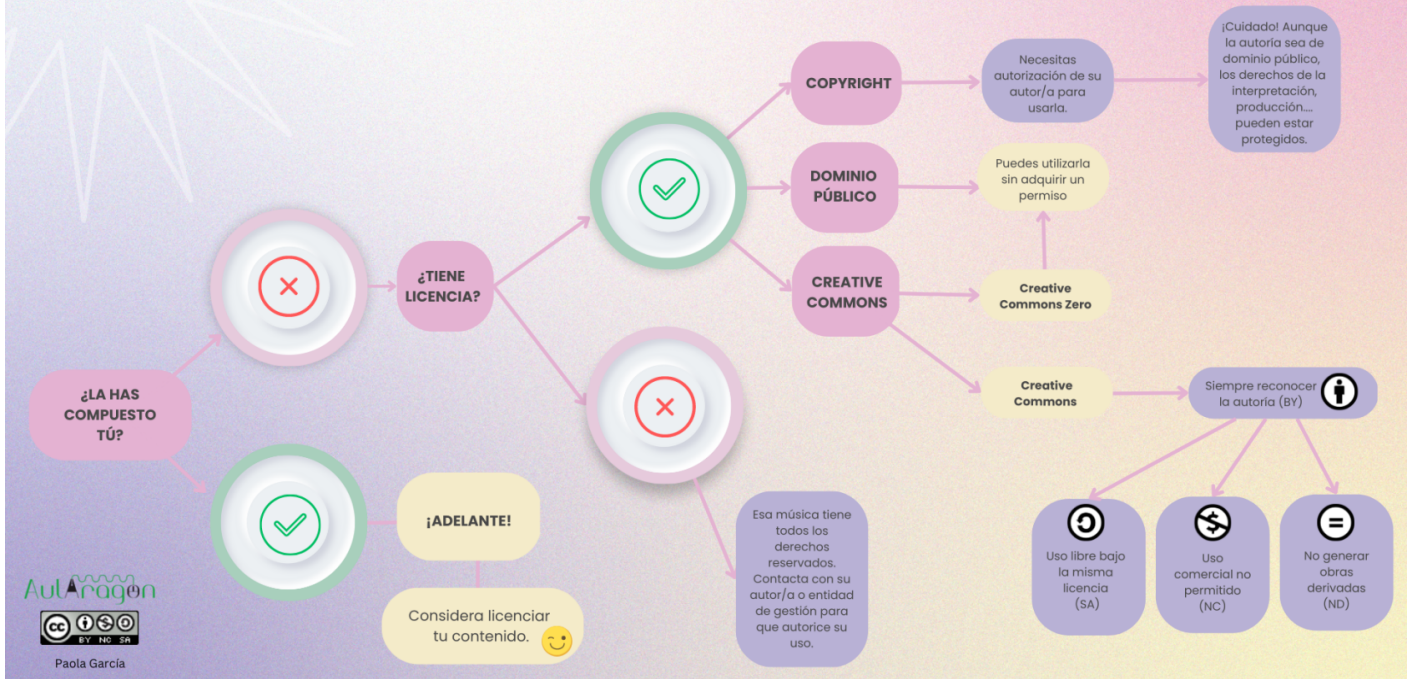 ¿LA HAS
COMPUESTO
TÚ?
¿TIENE
LICENCIA?
COPYRIGHT
Necesitas
autorización de su
autor/a para
usarla.
¡Cuidado! Aunque
la autoría sea de
dominio público,
los derechos de la
interpretación,
producción....
pueden estar
protegidos.
DOMINIO
PÚBLICO
Puedes utilizarla
sin adquirir un
permiso
CREATIVE
COMMONS
Creative
Commons Zero
Creative
Commons
Siempre reconocer
la autoría (BY)
Uso libre bajo
la misma
licencia
(SA)
Uso
comercial no
permitido
(NC)
No generar
obras
derivadas
(ND)
Esa música tiene
todos los
derechos
reservados.
Contacta con su
autor/a o entidad
de gestión para
que autorice su
uso.
¡ADELANTE!
Considera licenciar
tu contenido.
AulAragón
cc
BY NC SA
Paola García